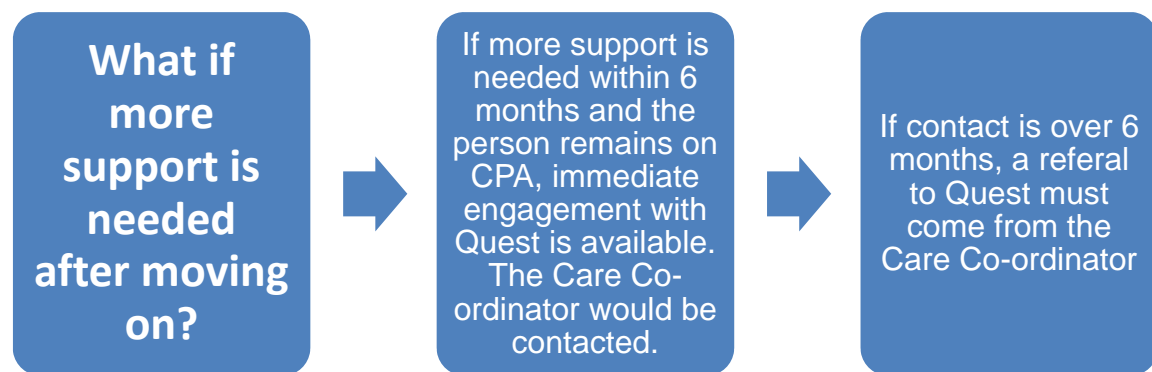 What if
more
support is
needed
after moving
on?
If more support is
needed within 6
months and the
person remains on
CPA, immediate
engagement with
Quest is available.
The Care Co-
ordinator would be
contacted.
If contact is over 6
months, a referal
to Quest must
come from the
Care Co-ordinator